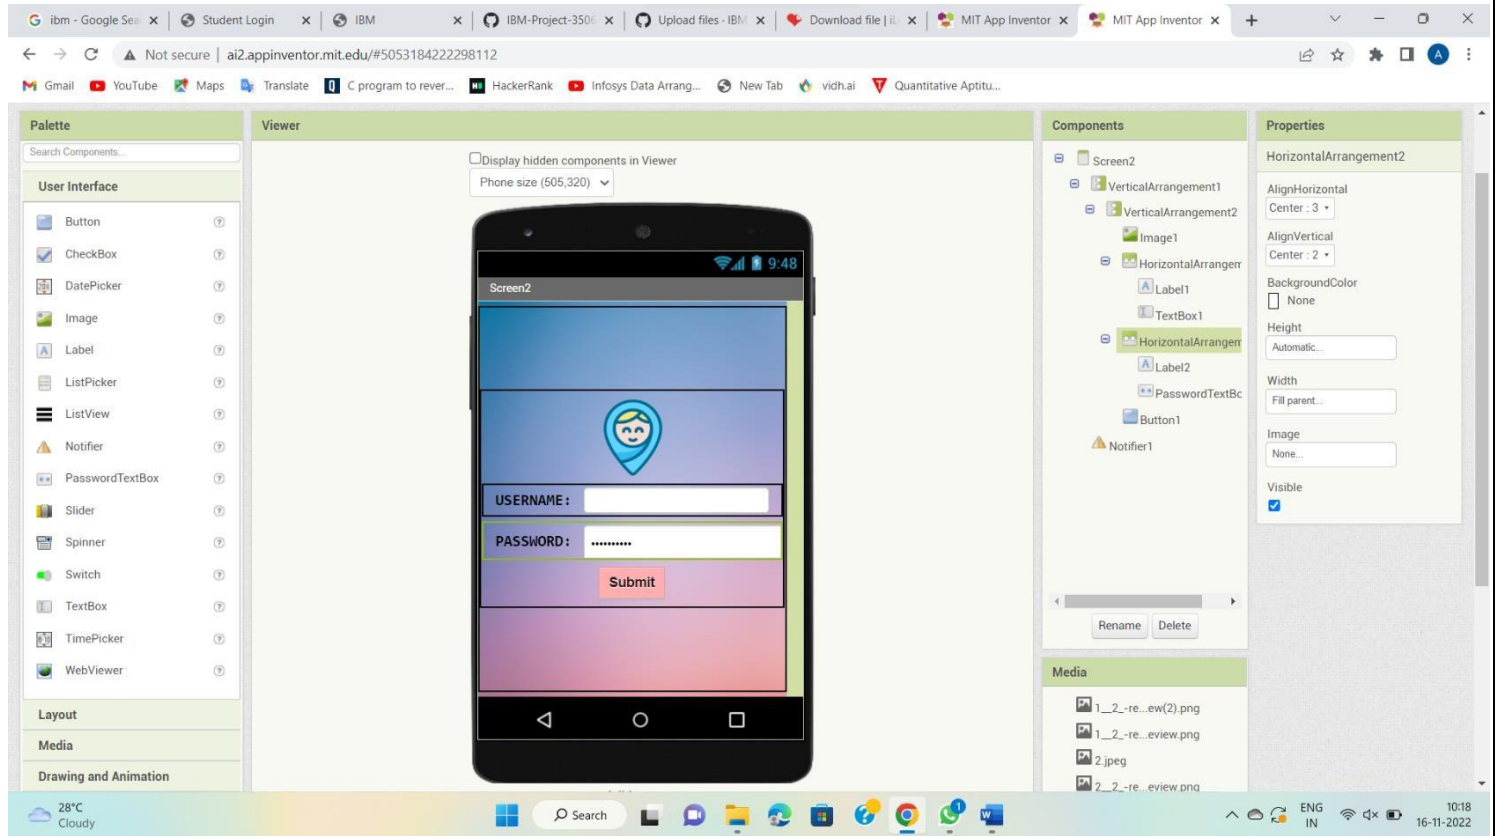 ibm - Google Sea
Student Login
IBM
IBM-Project-3506
Upload files · IBM
Download file | iL
MIT App Inventor
MIT App Inventor
Not secure | ai2.appinventor.mit.edu/#5053184222298112
A
Gmail
YouTube
Maps
Translate
C program to rever...
HackerRank
Infosys Data Arrang...
New Tab
vidh.ai
Quantitative Aptitu...
Palette
Search Components...
User Interface
Button
CheckBox
DatePicker
Image
Label
ListPicker
ListView
Notifier
PasswordTextBox
Slider
Spinner
Switch
TextBox
TimePicker
WebViewer
Layout
Media
Drawing and Animation
Viewer
Display hidden components in Viewer
Phone size (505,320)
9:48
Screen2
USERNAME:
PASSWORD:
••••••••••
Submit
Components
Screen2
VerticalArrangement1
VerticalArrangement2
Image1
HorizontalArrangem
Label1
TextBox1
HorizontalArrangem
Label2
PasswordTextBo
Button1
Notifier1
Rename
Delete
Media
1__2_-re...ew(2).png
1__2_-re...eview.png
2.jpeg
2__2_-re...eview.png
Properties
HorizontalArrangement2
AlignHorizontal
Center : 3
AlignVertical
Center : 2
BackgroundColor
None
Height
Automatic...
Width
Fill parent...
Image
None...
Visible
28°C
Cloudy
Search
1
ENG
IN
10:18
16-11-2022